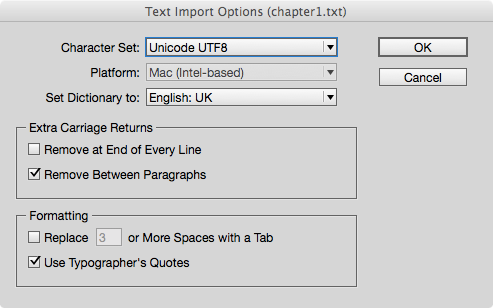 Text Import Options (chapter1.txt)
Character Set: Unicode UTF8
OK
Platform: Mac (Intel-based)
Cancel
Set Dictionary to: English: UK
Extra Carriage Returns
Remove at End of Every Line
Remove Between Paragraphs
Formatting
Replace 3 or More Spaces with a Tab
Use Typographer's Quotes